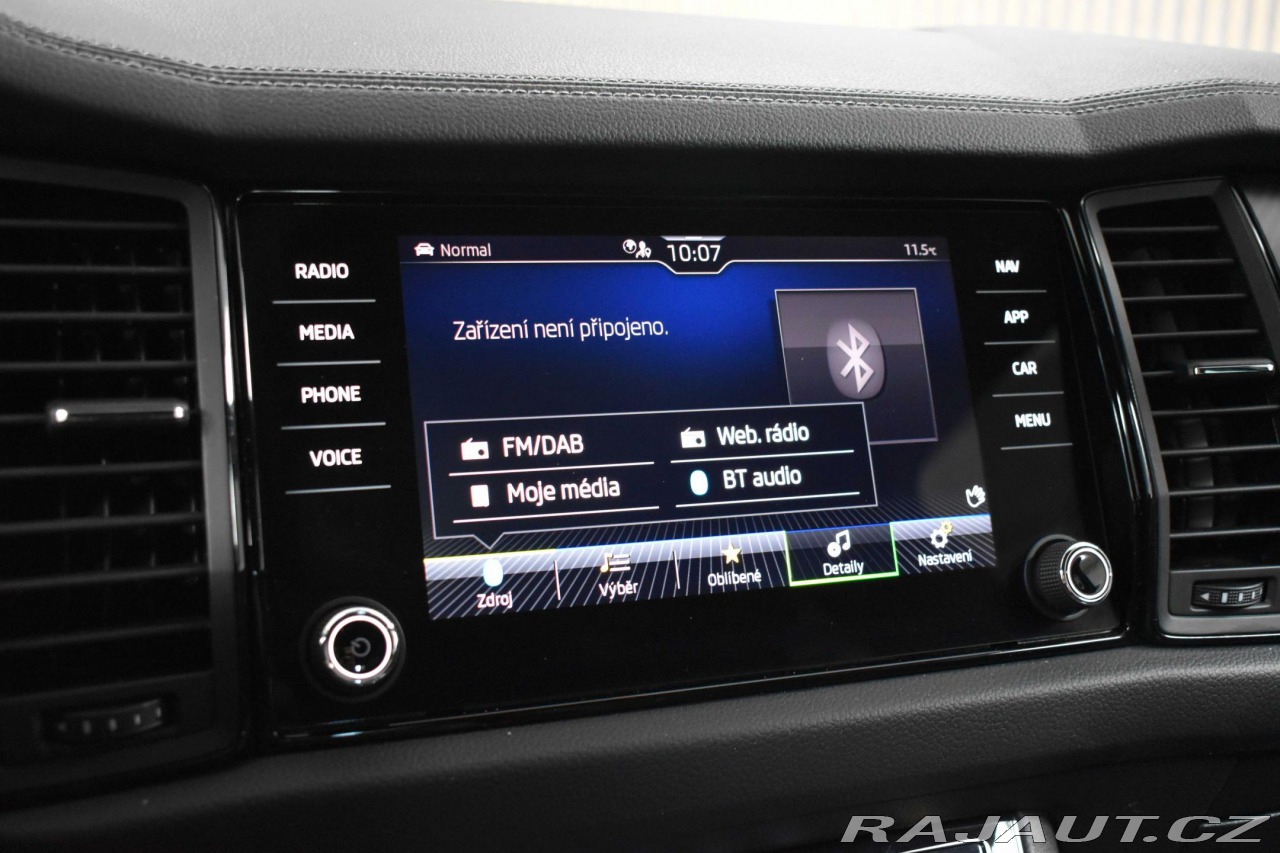 RADIO
MEDIA
PHONE
VOICE
Normal
10:07
11.5°C
Zařízení není připojeno.
FM/DAB
Web. rádio
Moje média
BT audio
Zdroj
Výběr
Oblíbené
Detaily
Nastavení
NAV
APP
CAR
MENU
RAJAUT.CZ